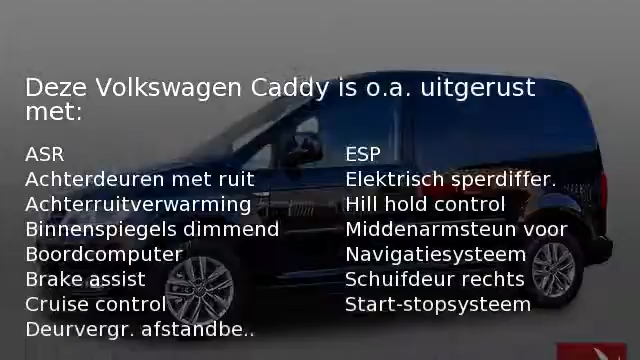 Deze Volkswagen Caddy is o.a. uitgerust
met:
ASR
Achterdeuren met ruit
Achterruitverwarming
Binnenspiegels dimmend
Boordcomputer
Brake assist
Cruise control
Deurvergr. afstandbe..
ESP
Elektrisch sperdiffer.
Hill hold control
Middenarmsteun voor
Navigatiesysteem
Schuifdeur rechts
Start-stopsysteem